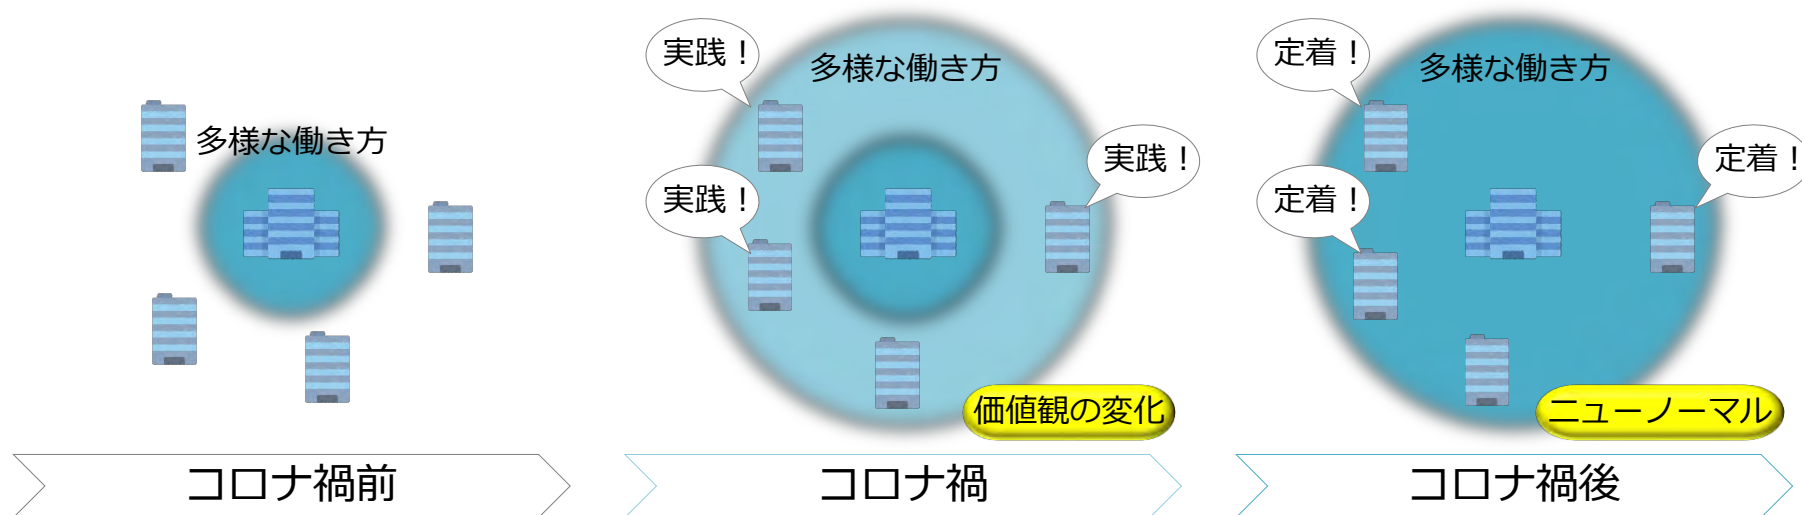 多様な働き方
コロナ禍前
実践！
多様な働き方
実践！
実践！
価値観の変化
コロナ禍
定着！
多様な働き方
定着！
定着！
ニューノーマル
コロナ禍後